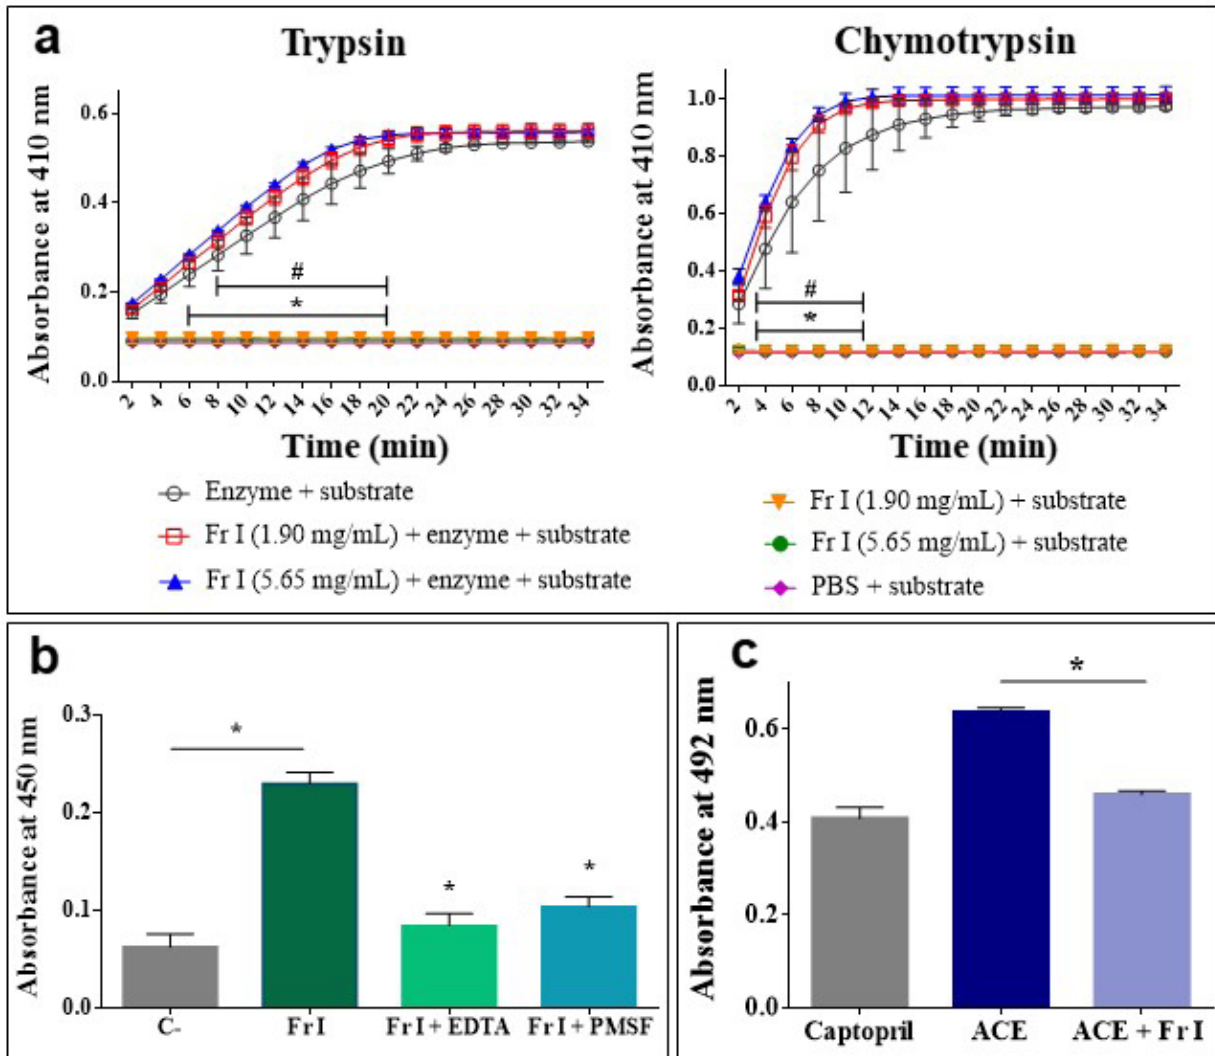 a
Trypsin
Absorbance at 410 nm
0.6
0.4
0.2
0.0
#
*
2 4 6 8 10 12 14 16 18 20 22 24 26 28 30 32 34
Time (min)
Chymotrypsin
Absorbance at 410 nm
1.0
0.8
0.6
0.4
0.2
0.0
#
*
2 4 6 8 10 12 14 16 18 20 22 24 26 28 30 32 34
Time (min)
Enzyme + substrate
Fr I (1.90 mg/mL) + enzyme + substrate
Fr I (5.65 mg/mL) + enzyme + substrate
Fr I (1.90 mg/mL) + substrate
Fr I (5.65 mg/mL) + substrate
PBS + substrate
b
Absorbance at 450 nm
0.3
0.2
0.1
0.0
*
*
*
C- Fr I Fr I + EDTA Fr I + PMSF
c
Absorbance at 492 nm
0.6
0.4
0.2
0.0
*
Captopril ACE ACE + Fr I